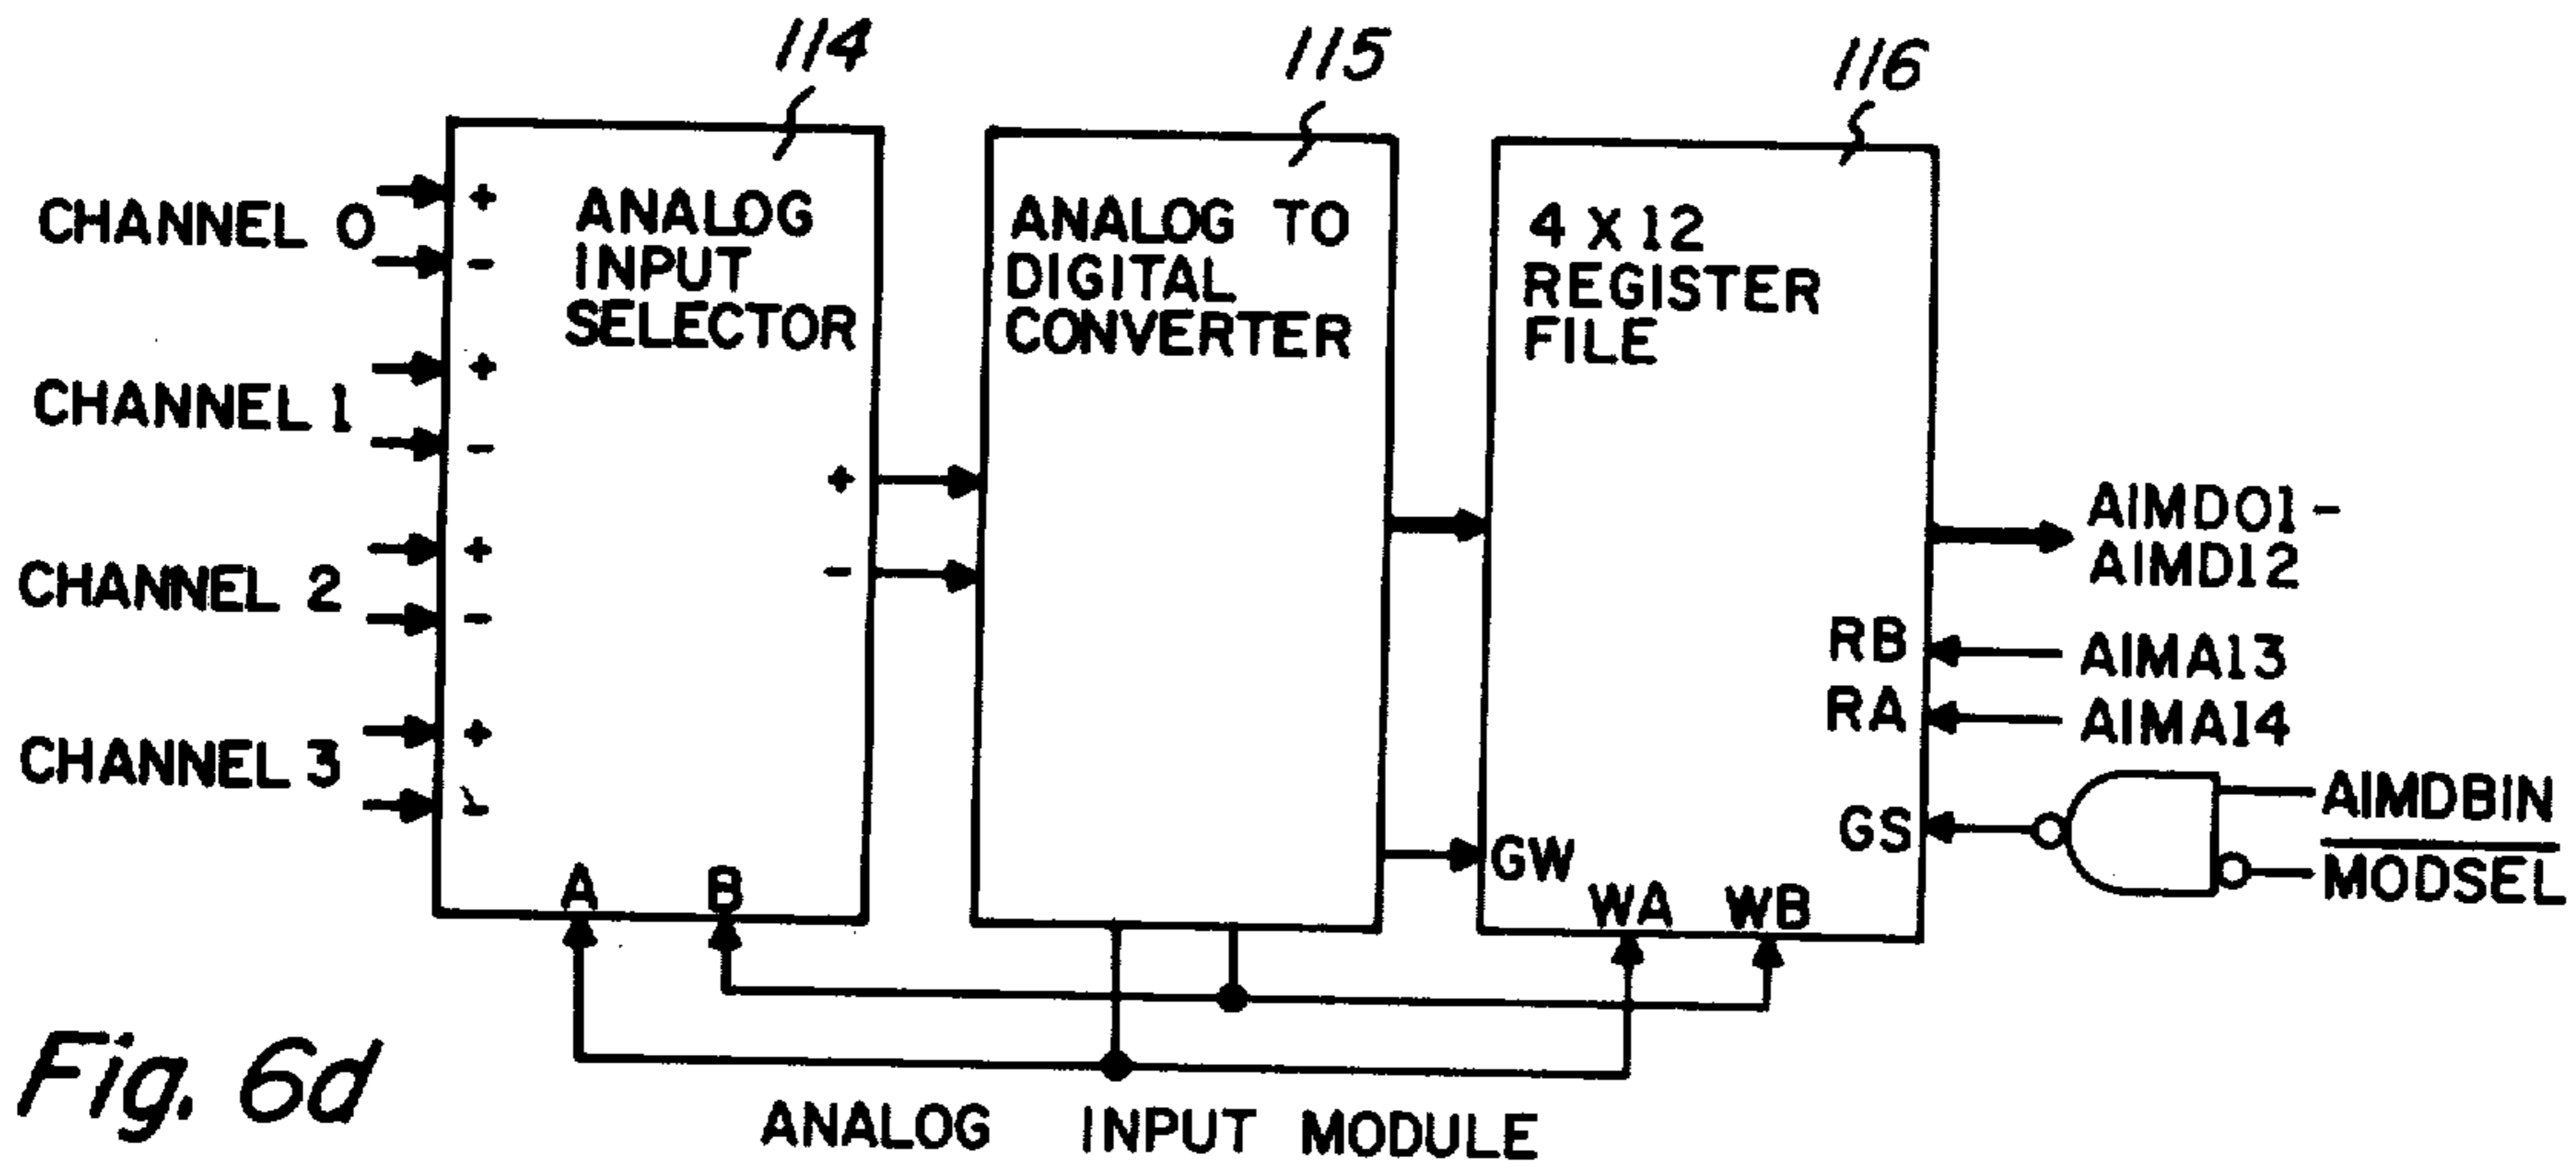 114
115
116
CHANNEL 0
+
-
CHANNEL 1
+
-
CHANNEL 2
+
-
CHANNEL 3
+
-
ANALOG
INPUT
SELECTOR
+
-
A B
ANALOG TO
DIGITAL
CONVERTER
4 X 12
REGISTER
FILE
RB
RA
GS
GW
WA WB
AIMD01-
AIMD12
AIMA13
AIMA14
AIMDBIN
MODSEL
Fig. 6d
ANALOG INPUT MODULE